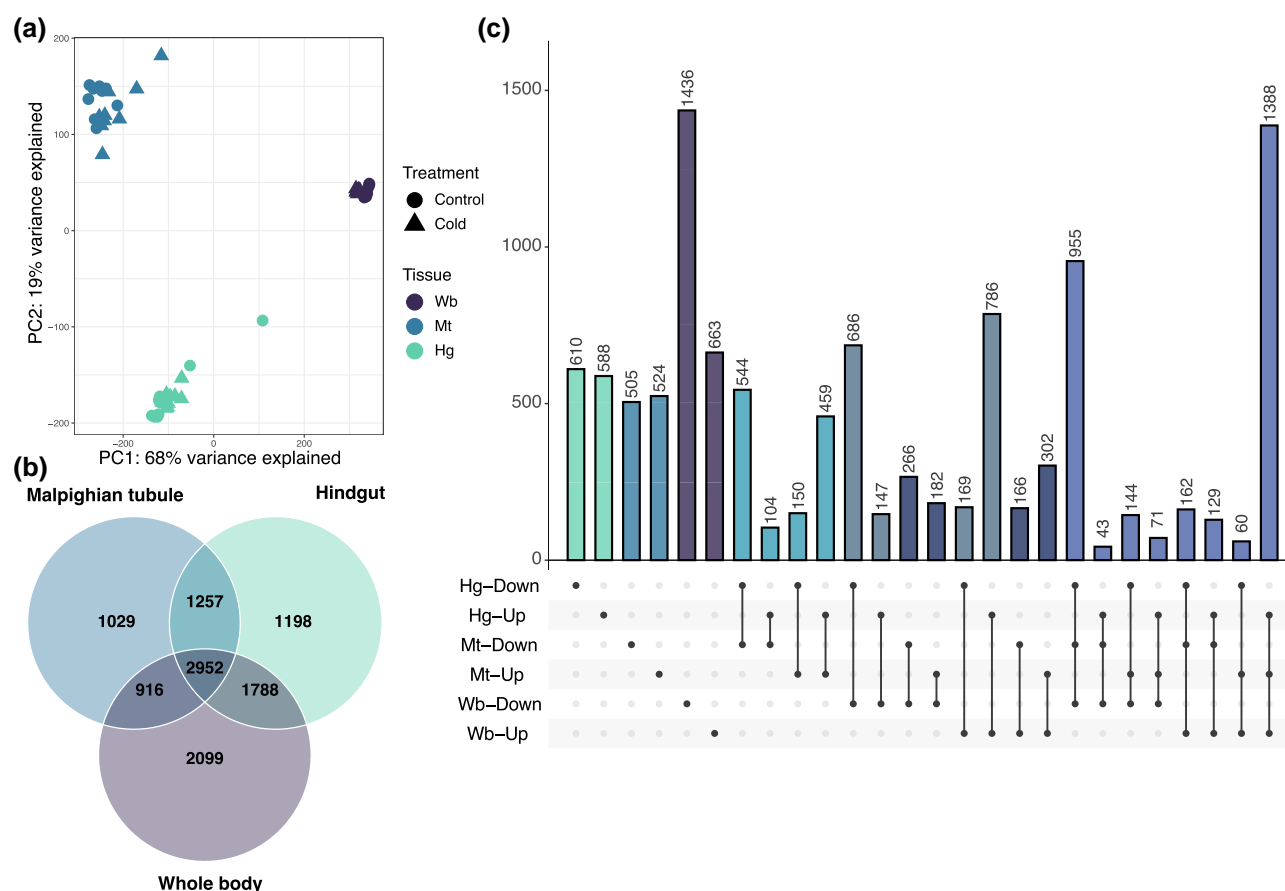 (a)
200
100
0
−100
−200
PC2: 19% variance explained
−200
0
200
PC1: 68% variance explained
Treatment
Control
Cold
Tissue
Wb
Mt
Hg
(b)
Malpighian tubule
Hindgut
1257
1029
1198
2952
916
1788
2099
Whole body
(c)
1500
1000
500
0
610
588
505
524
1436
663
544
104
150
459
686
147
266
182
169
786
166
302
955
43
144
71
162
129
60
1388
Hg−Down
Hg−Up
Mt−Down
Mt−Up
Wb−Down
Wb−Up